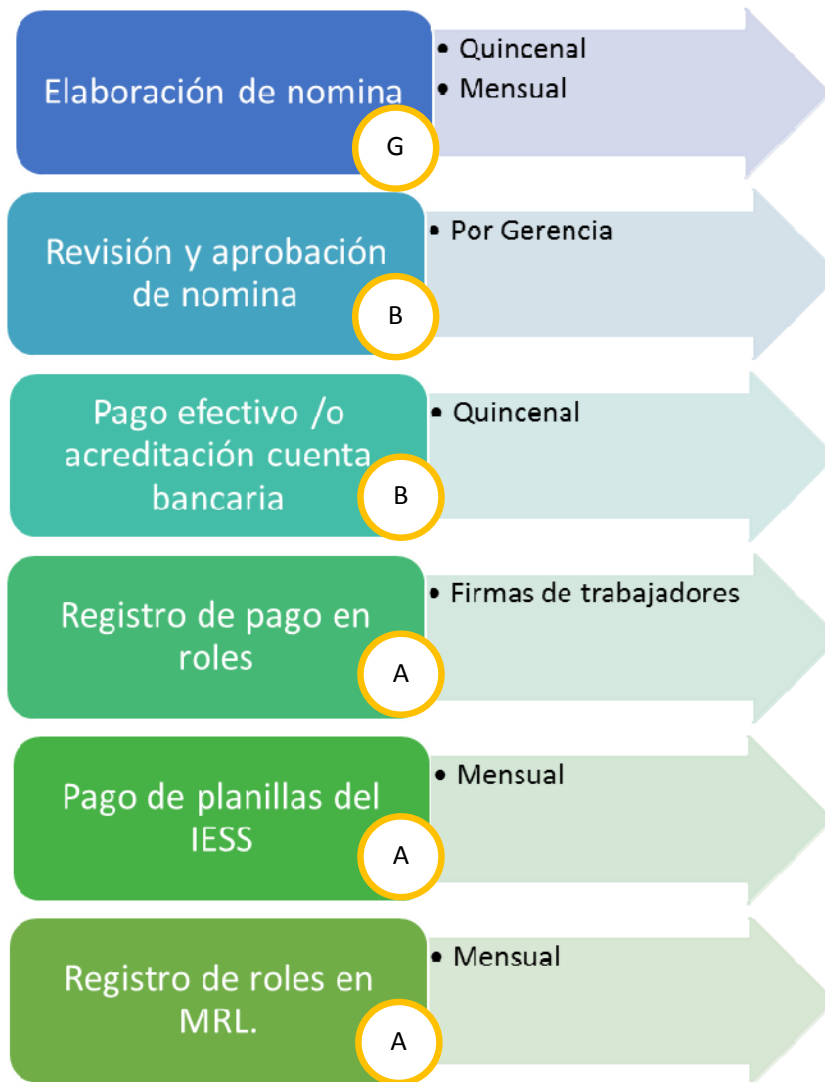 Elaboración de nomina
• Quincenal
• Mensual
G
Revisión y aprobación
de nomina
• Por Gerencia
B
Pago efectivo /o
acreditación cuenta
bancaria
• Quincenal
B
Registro de pago en
roles
• Firmas de trabajadores
A
Pago de planillas del
IESS
• Mensual
A
Registro de roles en
MRL.
• Mensual
A